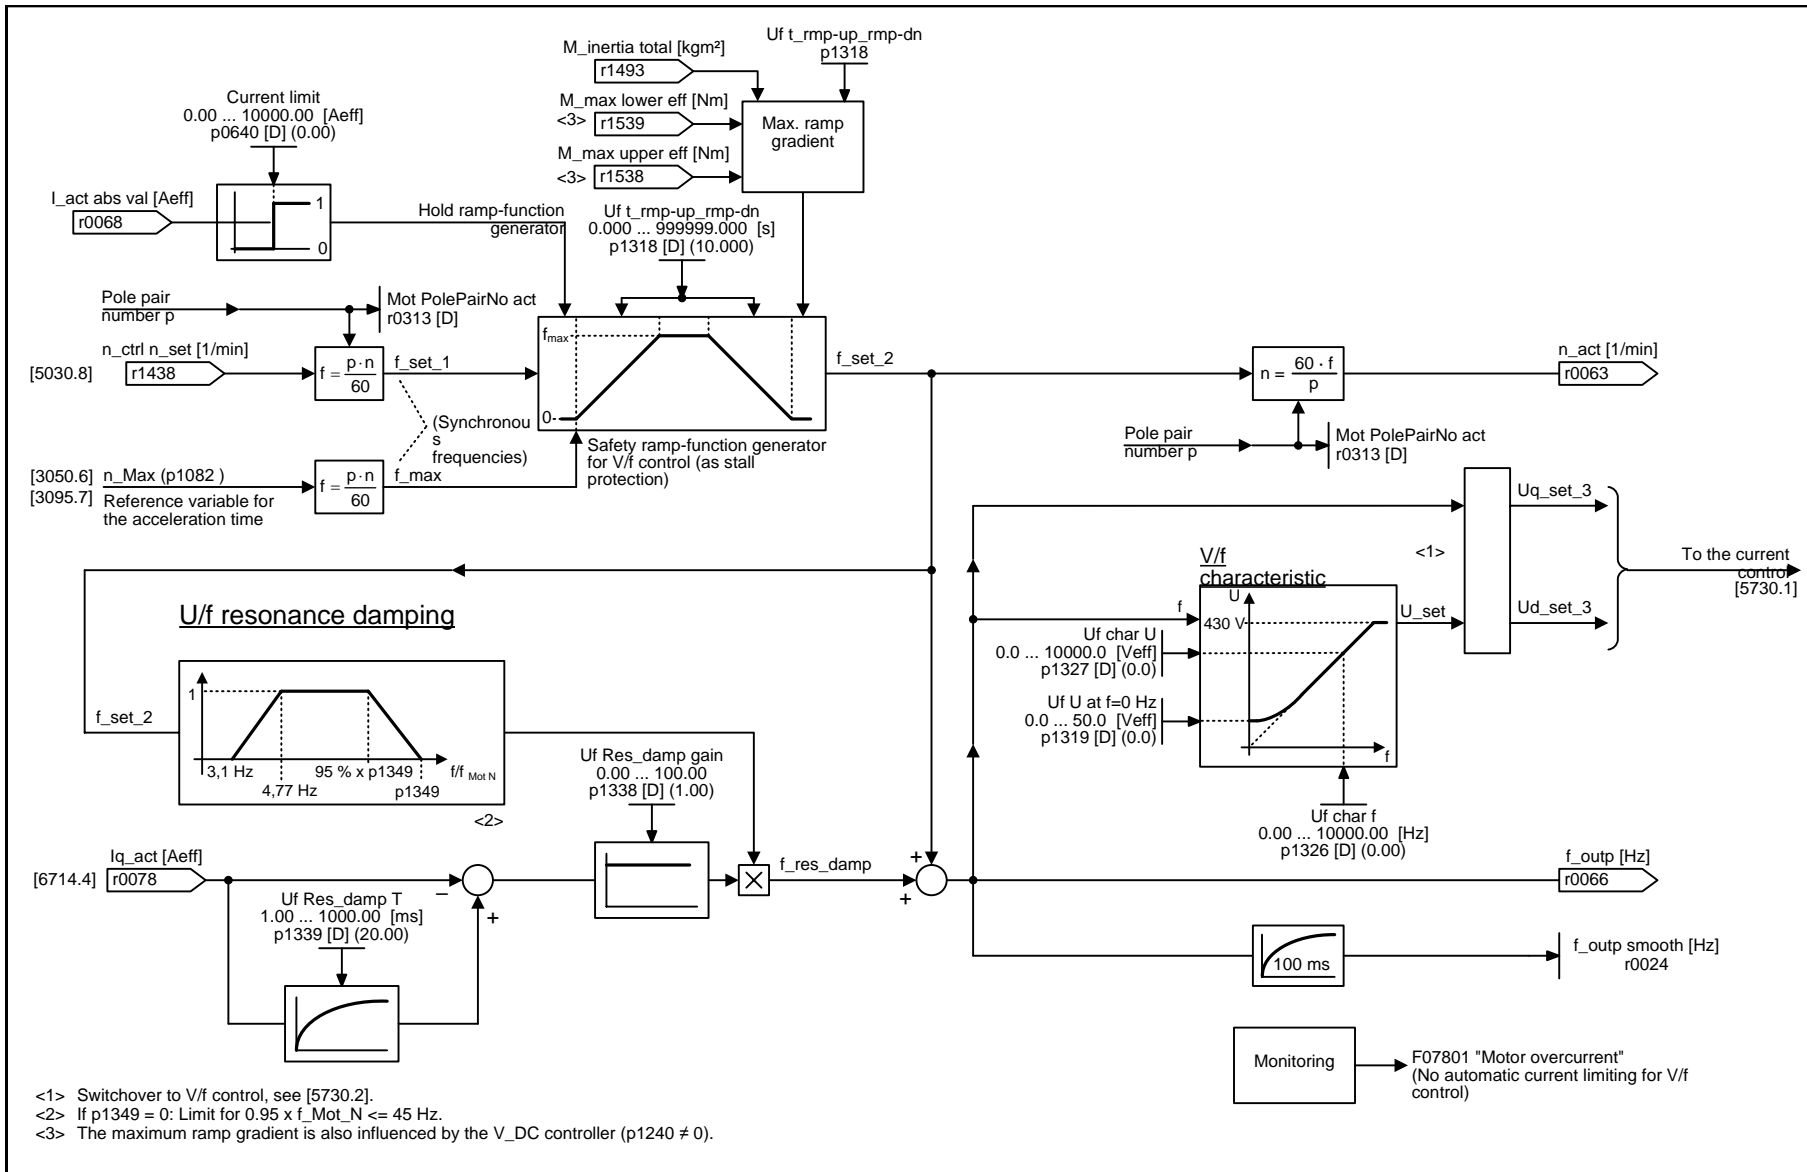 Uf t_rmp-up_rmp-dn
p1318
M_inertia total [kgm²]
r1493
M_max lower eff [Nm]
<3> r1539
M_max upper eff [Nm]
<3> r1538
Max. ramp
gradient
Current limit
0.00 ... 10000.00 [Aeff]
p0640 [D] (0.00)
I_act abs val [Aeff]
r0068
1
0
Hold ramp-function
generator
Uf t_rmp-up_rmp-dn
0.000 ... 999999.000 [s]
p1318 [D] (10.000)
Pole pair
number p
Mot PolePairNo act
r0313 [D]
n_ctrl n_set [1/min]
[5030.8] r1438
f = p·n
60
f_set_1
fmax
0
f_set_2
(Synchronou
s
frequencies)
Safety ramp-function generator
for V/f control (as stall
protection)
[3050.6] n_Max (p1082 )
[3095.7] Reference variable for
the acceleration time
f = p·n
60
f_max
n = 60 · f
p
n_act [1/min]
r0063
Pole pair
number p
Mot PolePairNo act
r0313 [D]
Uq_set_3
<1>
To the current
control
[5730.1]
Ud_set_3
V/f
characteristic
U
f
430 V
U_set
f
Uf char U
0.0 ... 10000.0 [Veff]
p1327 [D] (0.0)
Uf U at f=0 Hz
0.0 ... 50.0 [Veff]
p1319 [D] (0.0)
Uf char f
0.00 ... 10000.00 [Hz]
p1326 [D] (0.00)
U/f resonance damping
f_set_2
1
3,1 Hz
95 % x p1349
f/f Mot N
4,77 Hz
p1349
<2>
Uf Res_damp gain
0.00 ... 100.00
p1338 [D] (1.00)
Iq_act [Aeff]
[6714.4] r0078
–
+
Uf Res_damp T
1.00 ... 1000.00 [ms]
p1339 [D] (20.00)
f_res_damp
+
+
f_outp [Hz]
r0066
100 ms
f_outp smooth [Hz]
r0024
Monitoring
F07801 "Motor overcurrent"
(No automatic current limiting for V/f
control)
<1> Switchover to V/f control, see [5730.2].
<2> If p1349 = 0: Limit for 0.95 x f_Mot_N <= 45 Hz.
<3> The maximum ramp gradient is also influenced by the V_DC controller (p1240 ≠ 0).